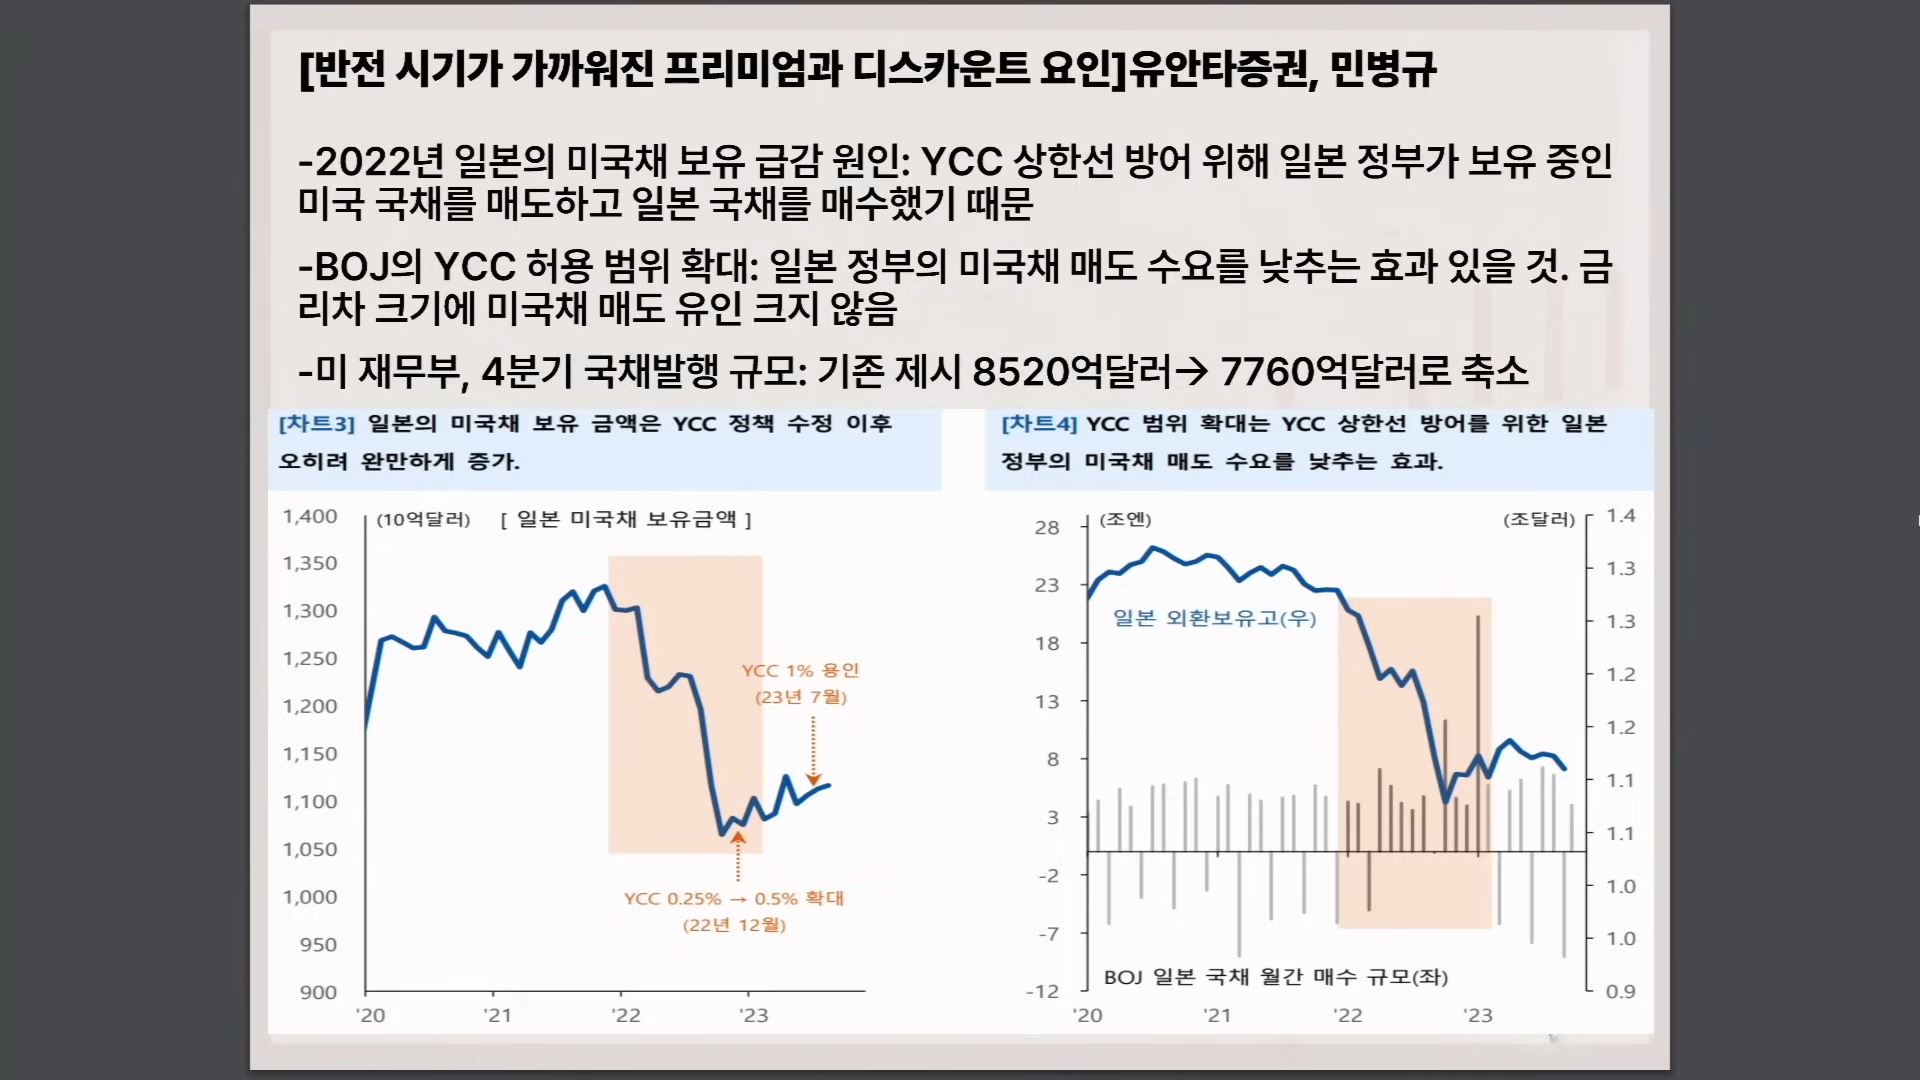 [반전 시기가 가까워진 프리미엄과 디스카운트 요인]유안타증권, 민병규
-2022년 일본의 미국채 보유 급감 원인: YCC 상한선 방어 위해 일본 정부가 보유 중인
미국 국채를 매도하고 일본 국채를 매수했기 때문
-BOJ의 YCC 허용 범위 확대: 일본 정부의 미국채 매도 수요를 낮추는 효과 있을 것. 금
리차 크기에 미국채 매도 유인 크지 않음
-미 재무부, 4분기 국채발행 규모: 기존 제시 8520억달러→ 7760억달러로 축소
[차트3] 일본의 미국채 보유 금액은 YCC 정책 수정 이후
오히려 완만하게 증가.
1,400
(10억달러) [ 일본 미국채 보유금액 ]
1,350
1,300
1,250
1,200
1,150
1,100
1,050
1,000
950
900
YCC 1% 용인
(23년 7월)
YCC 0.25% → 0.5% 확대
(22년 12월)
'20 '21 '22 '23
[차트4] YCC 범위 확대는 YCC 상한선 방어를 위한 일본
정부의 미국채 매도 수요를 낮추는 효과.
(조엔)
(조달러)
28
23
18
13
8
3
-2
-7
-12
일본 외환보유고(우)
BOJ 일본 국채 월간 매수 규모(좌)
1.4
1.3
1.3
1.2
1.2
1.1
1.1
1.0
1.0
0.9
'20 '21 '22 '23